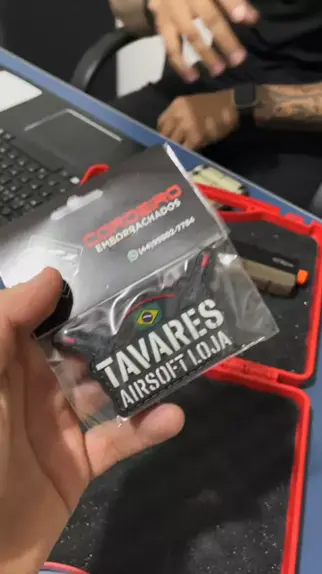 CORDEIRO
EMBORRACHADOS
TAVARES
AIRSOFT LOJA